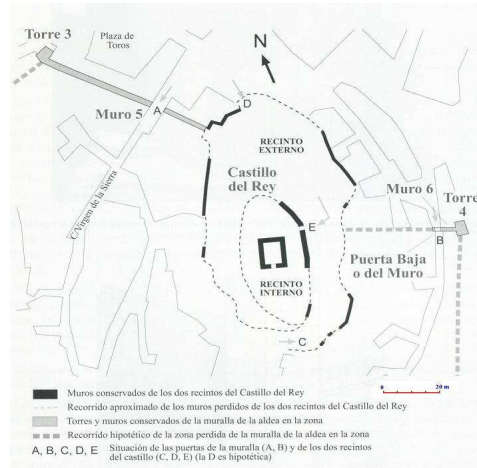 Torre 3
Plaza de
Toros
N
A
D
Muro 5
RECINTO
EXTERNO
Castillo
del Rey
Muro 6
Torre
4
C/Virgen de la Sierra
E
B
Puerta Baja
o del Muro
RECINTO
INTERNO
C
0
20 m
Muros conservados de los dos recintos del Castillo del Rey
Recorrido aproximado de los muros perdidos de los dos recintos del Castillo del Rey
Torres y muros conservados de la muralla de la aldea en la zona
Recorrido hipotético de la zona perdida de la muralla de la aldea en la zona
A, B, C, D, E Situación de las puertas de la muralla (A, B) y de los dos recintos
del castillo (C, D, E) (la D es hipotética)